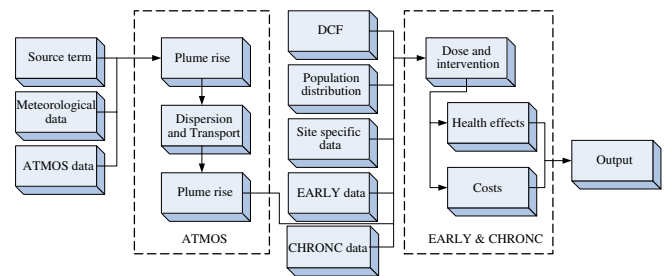 Source term
Meteorological
data
ATMOS data
Plume rise
Dispersion
and Transport
Plume rise
ATMOS
DCF
Population
distribution
Site specific
data
EARLY data
CHRONC data
Dose and
intervention
Health effects
Costs
EARLY & CHRONC
Output